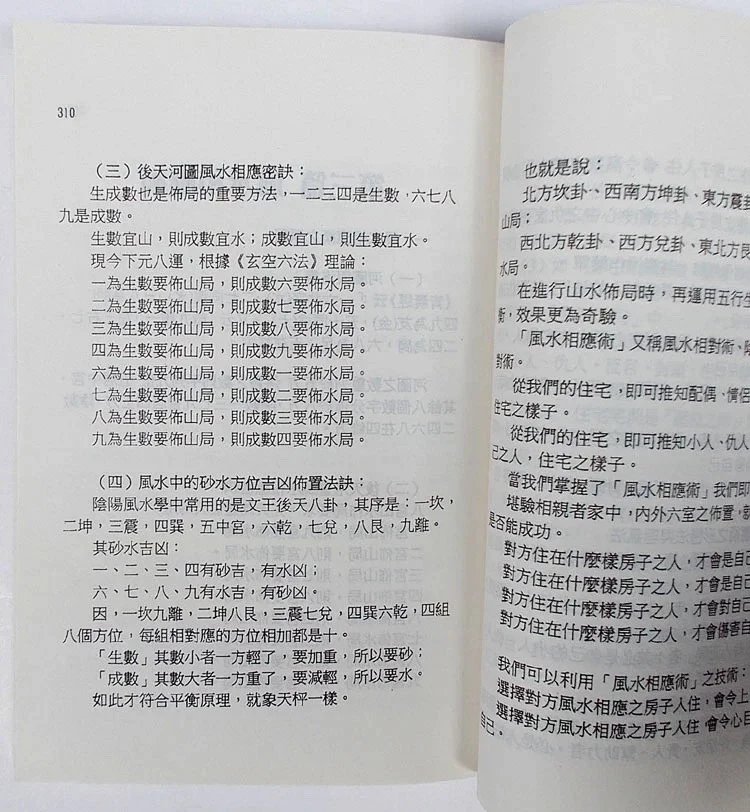 310
（三）後天河圖風水相應密訣：
生成數也是佈局的重要方法，一二三四是生數，六七八
九是成數。
生數宜山，則成數宜水；成數宜山，則生數宜水。
現今下元八運，根據《玄空六法》理論：
一為生數要佈山局，則成數六要佈水局。
二為生數要佈山局，則成數七要佈水局。
三為生數要佈山局，則成數八要佈水局。
四為生數要佈山局，則成數九要佈水局。
六為生數要佈山局，則成數一要佈水局。
七為生數要佈山局，則成數二要佈水局。
八為生數要佈山局，則成數三要佈水局。
九為生數要佈山局，則成數四要佈水局。
（四）風水中的砂水方位吉凶佈置法訣：
陰陽風水學中常用的是文王後天八卦，其序是：一坎，
二坤，三震，四巽，五中宮，六乾，七兌，八艮，九離。
其砂水吉凶：
一、二、三、四有砂吉，有水凶；
六、七、八、九有水吉，有砂凶。
因，一坎九離，二坤八艮，三震七兌，四巽六乾，四組
八個方位，每組相對應的方位相加都是十。
「生數」其數小者一方輕了，要加重，所以要砂；
「成數」其數大者一方重了，要減輕，所以要水。
如此才符合平衡原理，就象天枰一樣。
也就是說：
北方坎卦、西南方坤卦、東方震卦
山局；
西北方乾卦、西方兌卦、東北方艮
水局。
在進行山水佈局時，再運用五行生
術，效果更為奇驗。
「風水相應術」又稱風水相對術、陰
對術。
從我們的住宅，即可推知配偶、情侶
住宅之樣子。
從我們的住宅，即可推知小人、仇人
己之人，住宅之樣子。
當我們掌握了「風水相應術」我們即
堪驗相親者家中，內外六室之佈置，就
是否能成功。
對方住在什麼樣房子之人，才會是自己
對方住在什麼樣房子之人，才會是自己
對方住在什麼樣房子之人，才會對自己
對方住在什麼樣房子之人，才會傷害自
我們可以利用「風水相應術」之技術：
選擇對方風水相應之房子入住，會令上
選擇對方風水相應之房子入住，會令心目
自己。